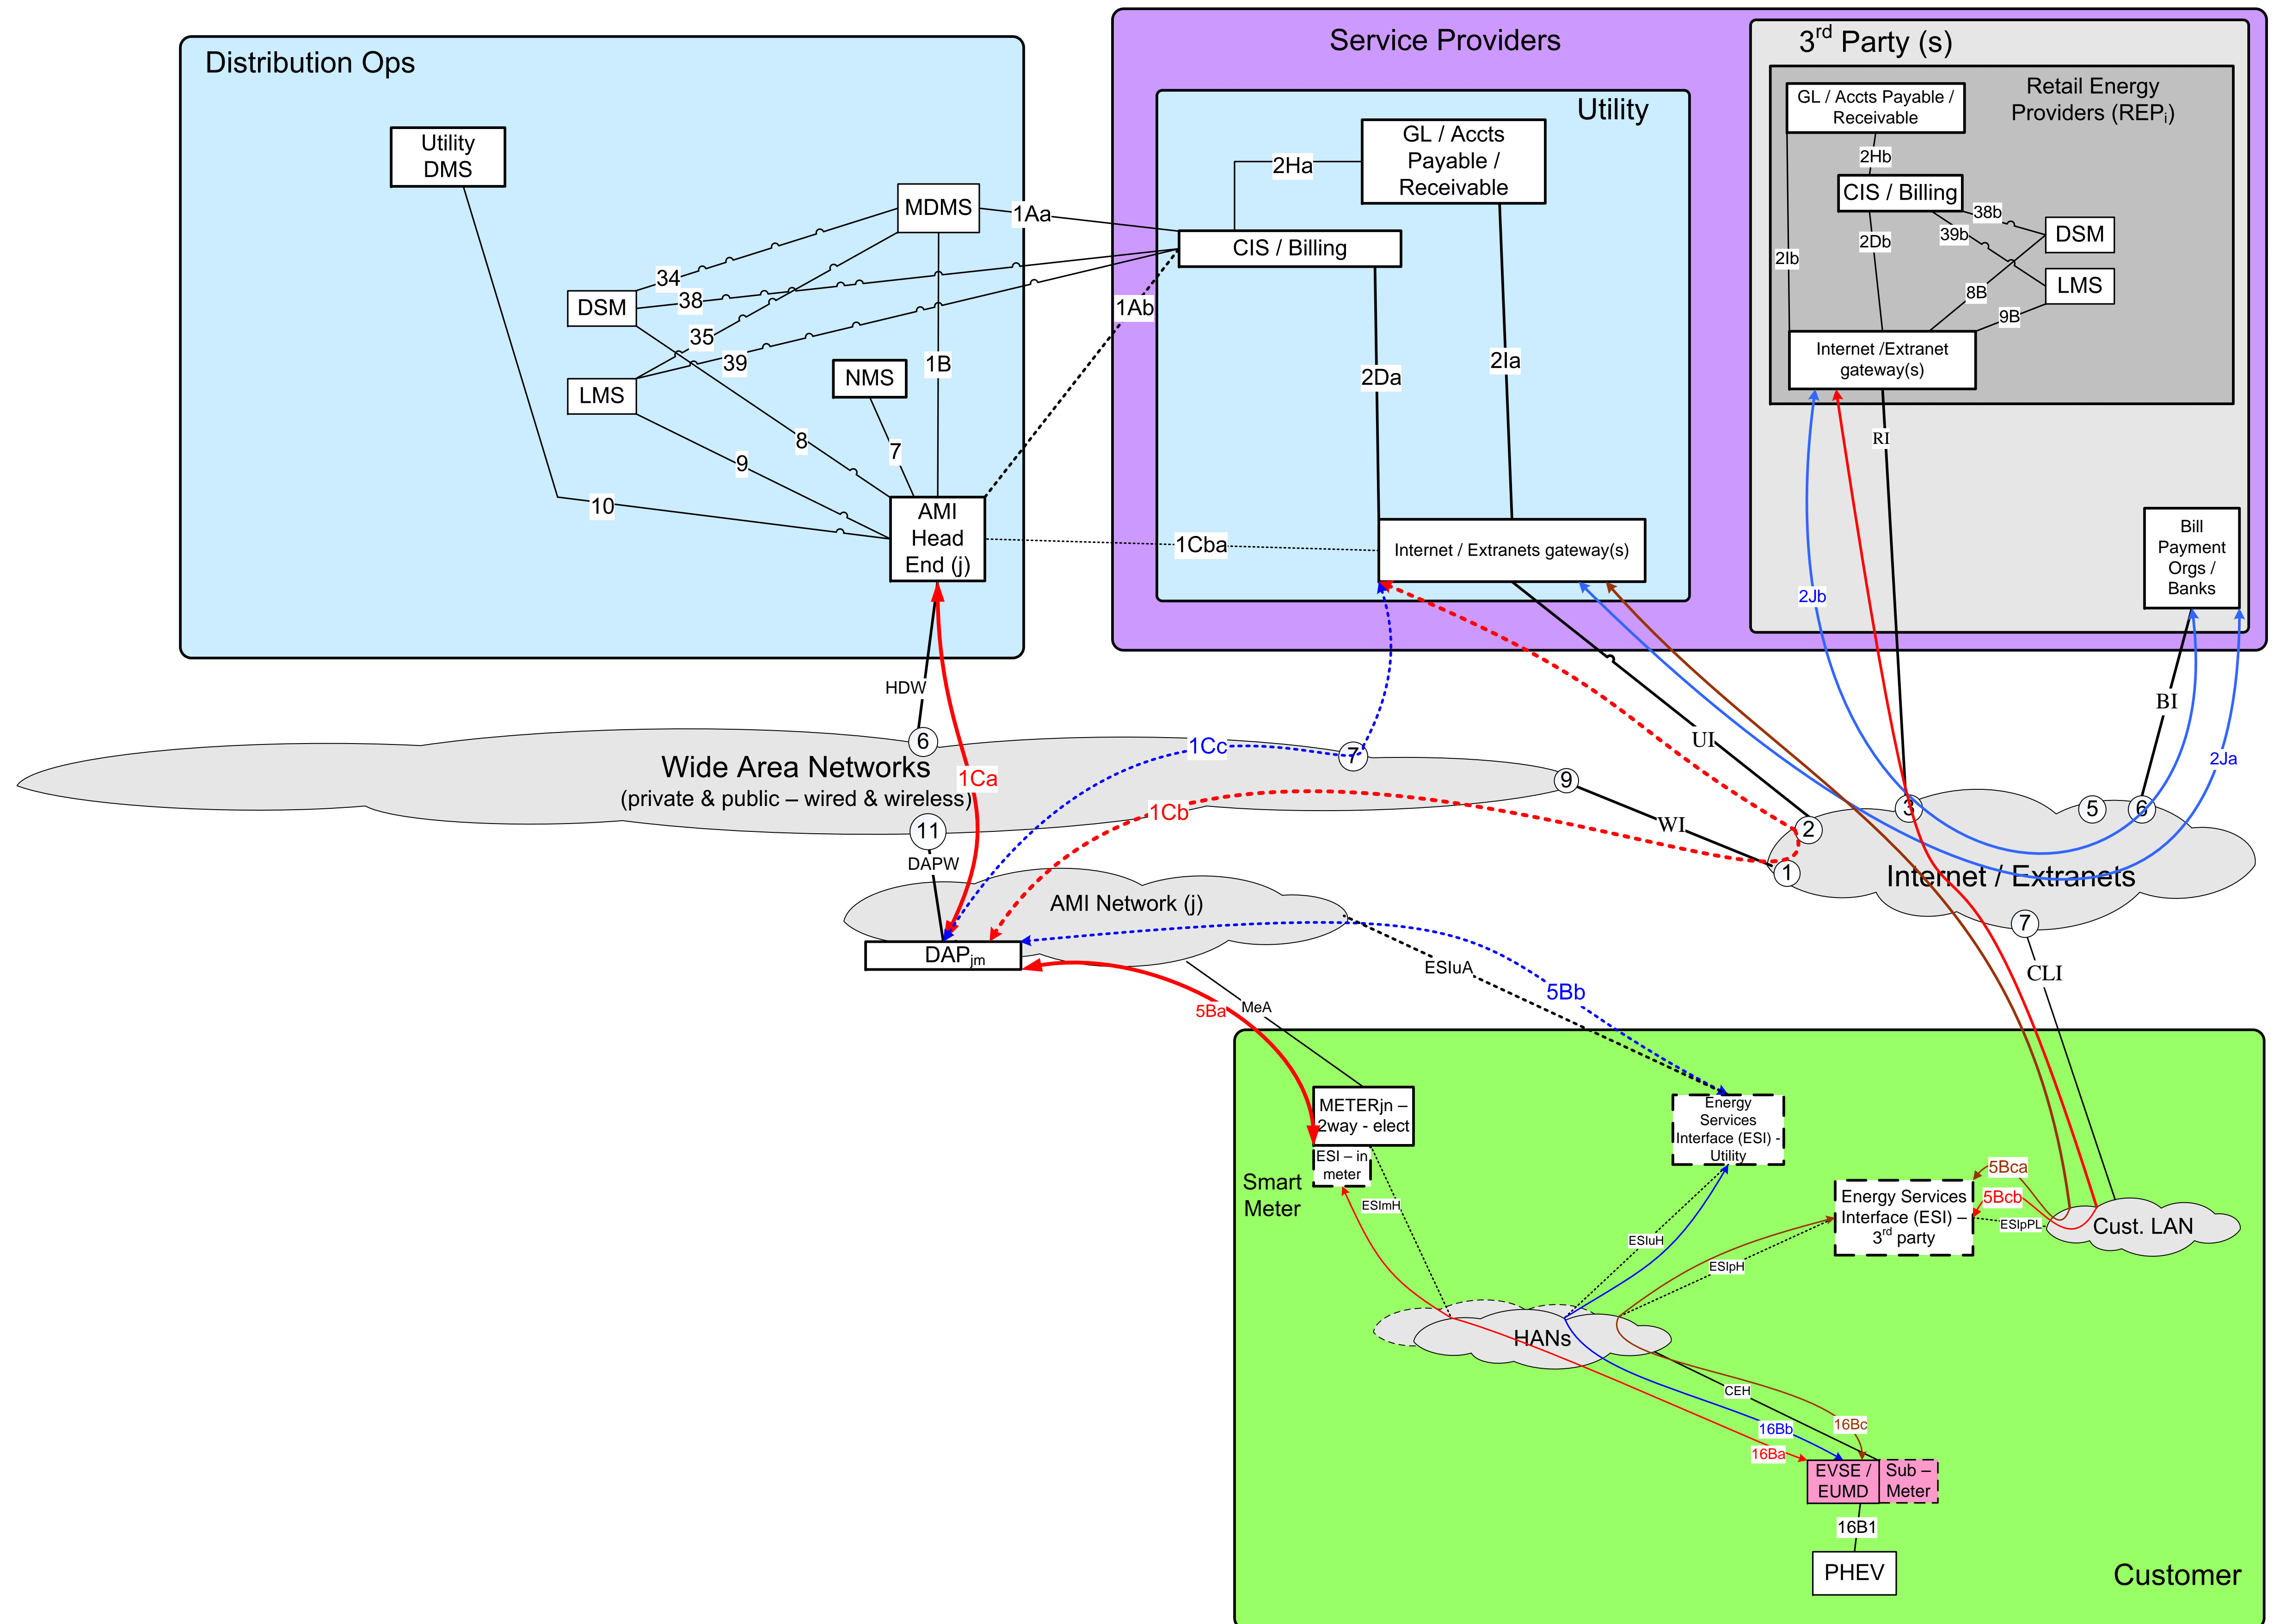 Distribution Ops
Utility
DMS
MDMS
DSM
LMS
NMS
AMI
Head
End (j)
34
38
35
39
1B
8
7
9
10
1Aa
1Ab
1Cba
Service Providers
Utility
GL / Accts
Payable /
Receivable
2Ha
CIS / Billing
2Da
2Ia
Internet / Extranets gateway(s)
3rd Party (s)
Retail Energy
Providers (REPi)
GL / Accts Payable /
Receivable
2Hb
CIS / Billing
38b
39b
2Db
2Ib
DSM
LMS
8B
9B
Internet /Extranet
gateway(s)
RI
Bill
Payment
Orgs /
Banks
2Jb
BI
2Ja
UI
HDW
6
7
9
11
Wide Area Networks
(private & public – wired & wireless)
1Ca
1Cc
1Cb
WI
DAPW
AMI Network (j)
DAPjm
1
2
3
5
6
7
Internet / Extranets
CLI
ESIuA
5Bb
5Ba
MeA
METERjn –
2way - elect
ESI – in
meter
Smart
Meter
ESImH
Energy
Services
Interface (ESI) -
Utility
ESIuH
Energy Services
Interface (ESI) –
3rd party
5Bca
5Bcb
ESIpPL
Cust. LAN
ESIpH
HANs
CEH
16Bc
16Bb
16Ba
EVSE /
EUMD
Sub –
Meter
16B1
PHEV
Customer